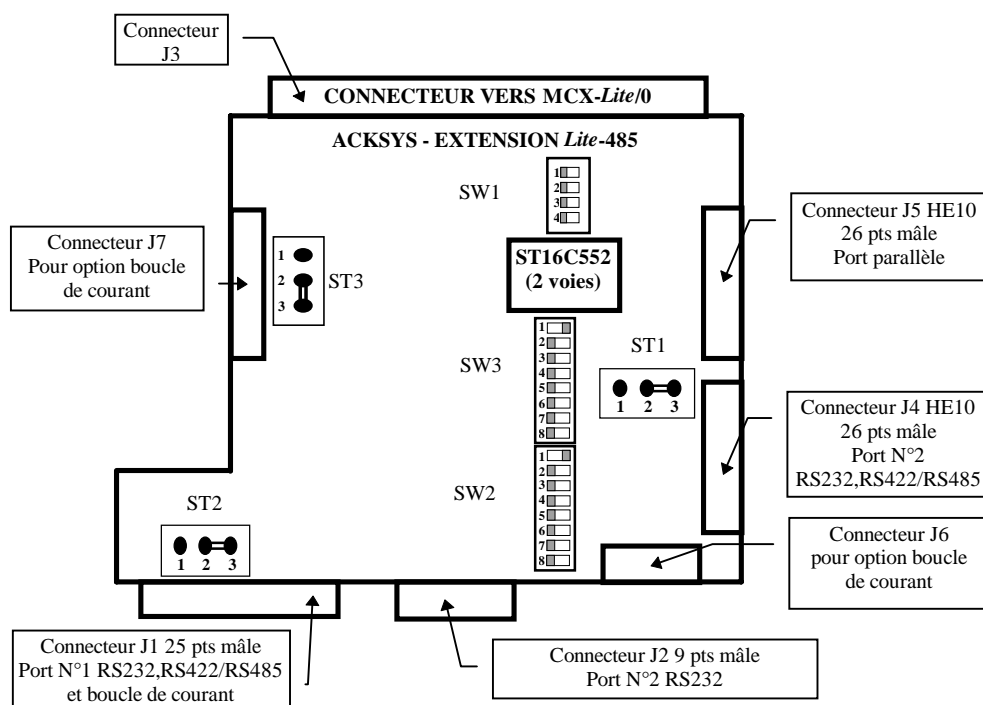 Connecteur
J3
CONNECTEUR VERS MCX-Lite/0
ACKSYS - EXTENSION Lite-485
SW1
1
2
3
4
Connecteur J5 HE10
26 pts mâle
Port parallèle
Connecteur J7
Pour option boucle
de courant
1
2
3
ST3
ST16C552
(2 voies)
SW3
1
2
3
4
5
6
7
8
ST1
1 2 3
Connecteur J4 HE10
26 pts mâle
Port N°2
RS232,RS422/RS485
SW2
1
2
3
4
5
6
7
8
ST2
1 2 3
Connecteur J6
pour option boucle
de courant
Connecteur J1 25 pts mâle
Port N°1 RS232,RS422/RS485
et boucle de courant
Connecteur J2 9 pts mâle
Port N°2 RS232